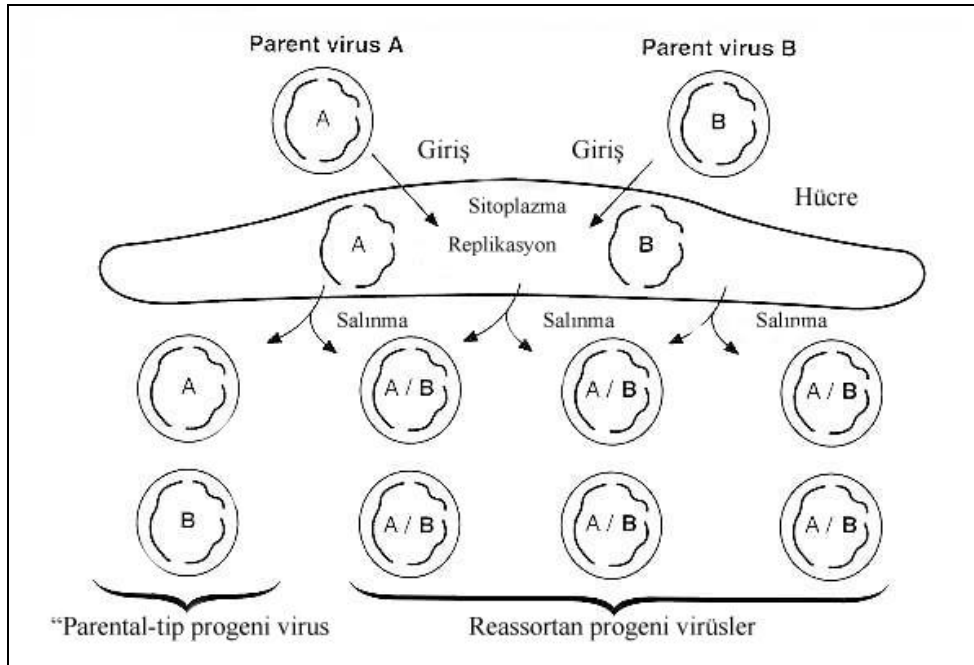 Parent virus A
Parent virus B
A
B
Giriş
Giriş
Hücre
Sitoplazma
A
Replikasyon
B
Salınma
Salınma
Salınma
A
A / B
A / B
A / B
B
A / B
A / B
A / B
“Parental-tip progeni virus
Reassortan progeni virüsler